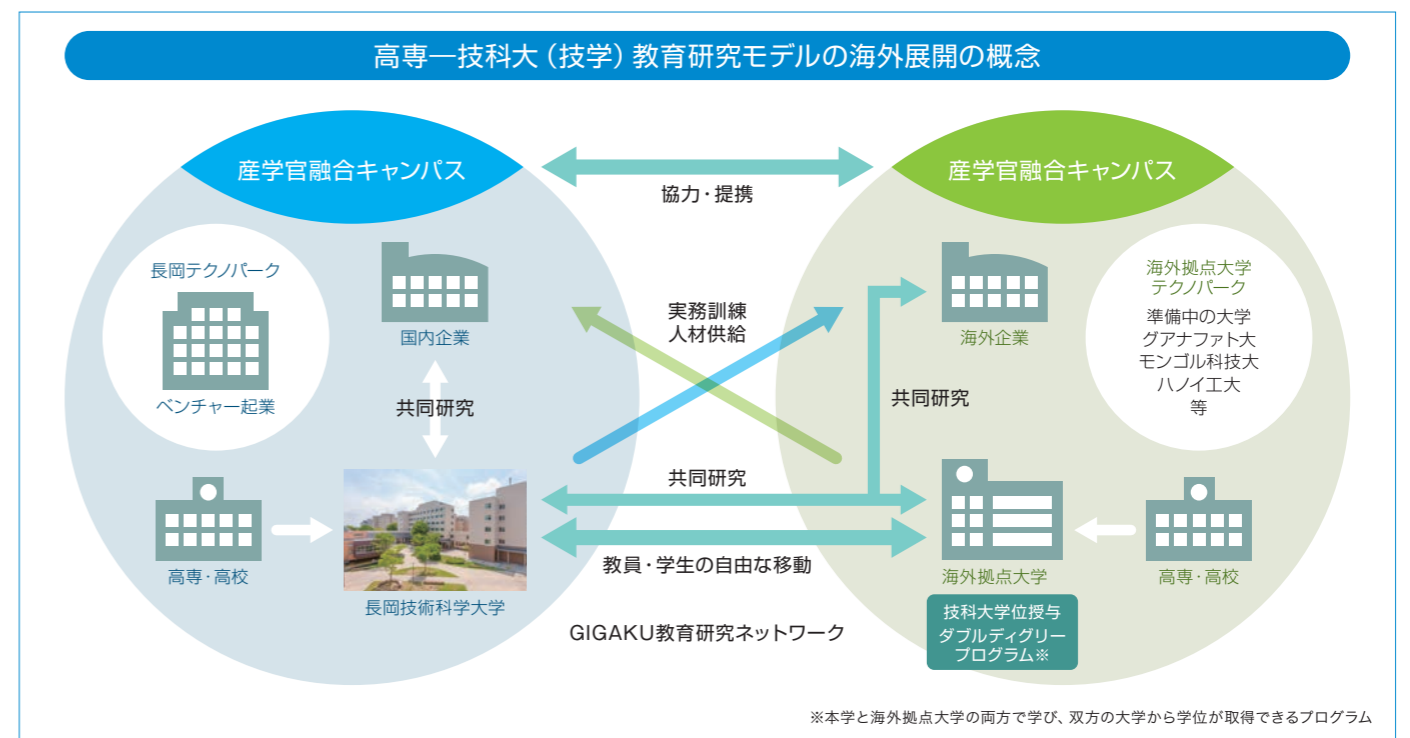 高専―技科大（技学）教育研究モデルの海外展開の概念
産学官融合キャンパス
協力・提携
産学官融合キャンパス
長岡テクノパーク
ベンチャー起業
国内企業
共同研究
高専・高校
長岡技術科学大学
実務訓練
人材供給
共同研究
教員・学生の自由な移動
GIGAKU教育研究ネットワーク
海外企業
共同研究
海外拠点大学
テクノパーク
準備中の大学
グアナファト大
モンゴル科技大
ハノイ工大
等
海外拠点大学
高専・高校
技科大学位授与
ダブルディグリー
プログラム※
※本学と海外拠点大学の両方で学び、双方の大学から学位が取得できるプログラム